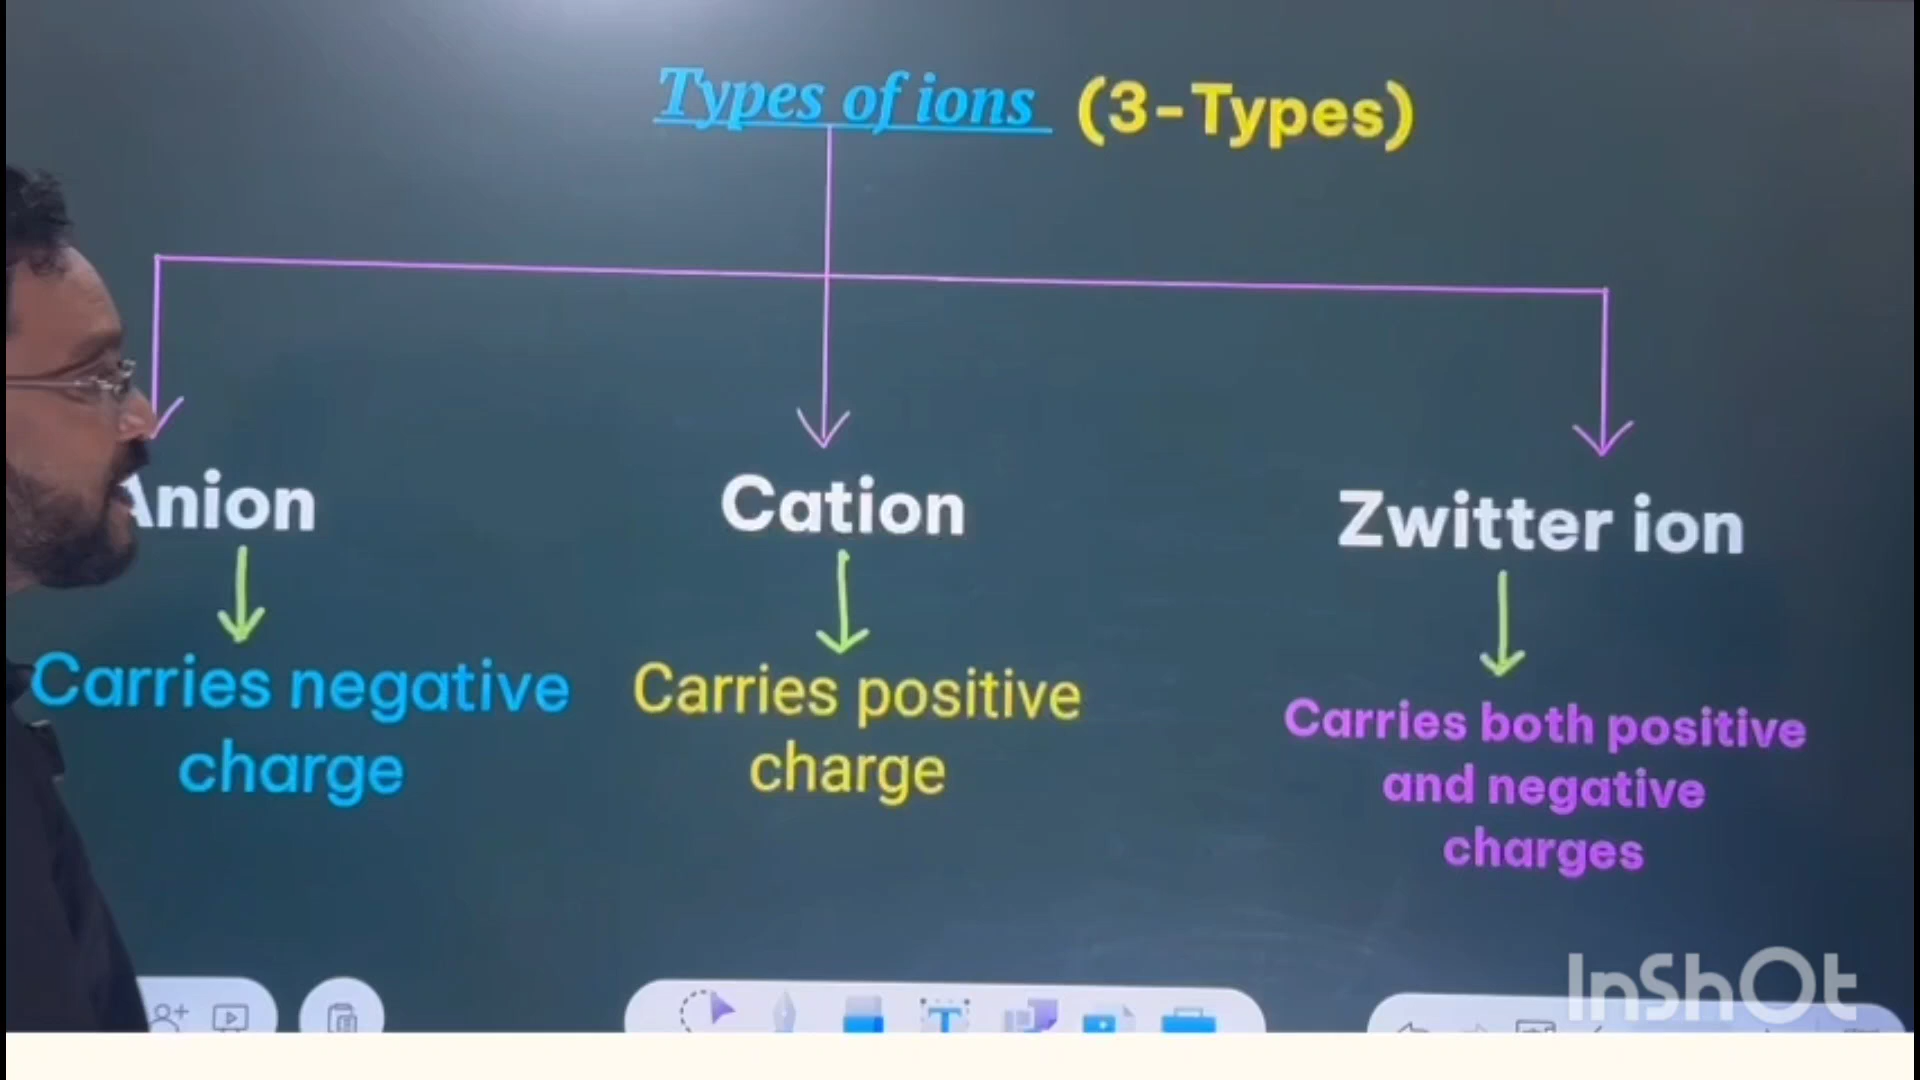 Types of ions (3-Types)
Anion
Cation
Zwitter ion
Carries negative
charge
Carries positive
charge
Carries both positive
and negative
charges
InShOt